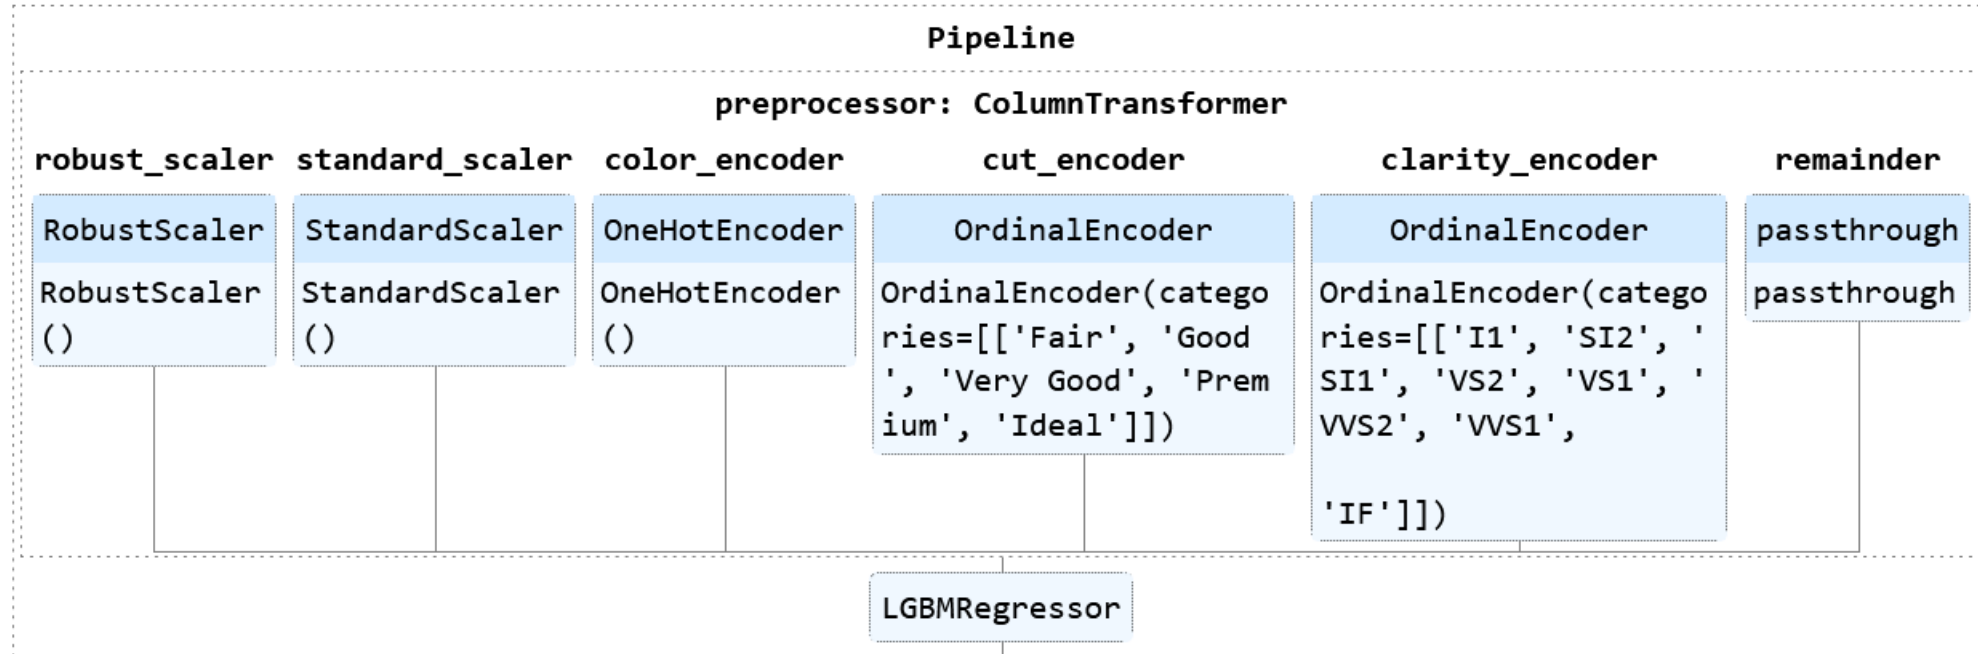 Pipeline
preprocessor: ColumnTransformer
robust_scaler
RobustScaler
RobustScaler
()
standard_scaler
StandardScaler
StandardScaler
()
color_encoder
OneHotEncoder
OneHotEncoder
()
cut_encoder
OrdinalEncoder
OrdinalEncoder(catego
ries=[['Fair', 'Good
', 'Very Good', 'Prem
ium', 'Ideal']])
clarity_encoder
OrdinalEncoder
OrdinalEncoder(catego
ries=[['I1', 'SI2', '
SI1', 'VS2', 'VS1', '
VVS2', 'VVS1',
'IF']])
remainder
passthrough
passthrough
LGBMRegressor